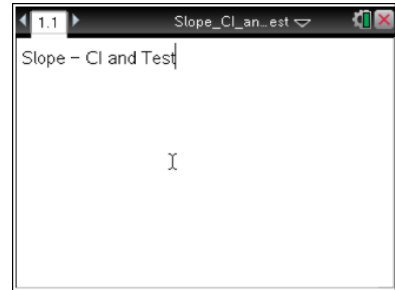 1.1 Slope_CI_an…est
Slope – CI and Test